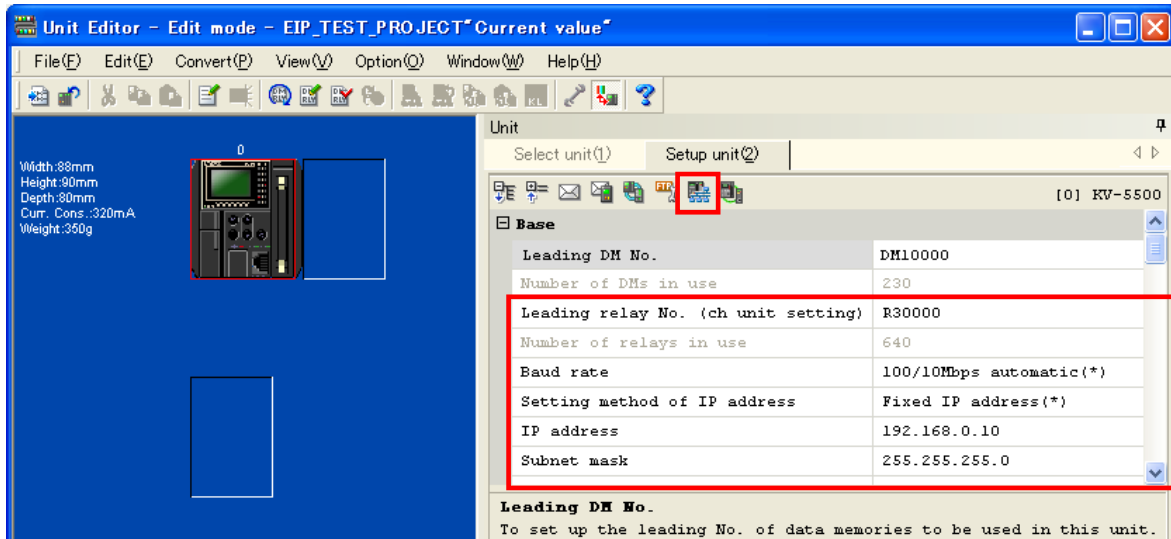 Unit Editor - Edit mode - EIP_TEST_PROJECT"Current value"
File(F) Edit(E) Convert(P) View(V) Option(O) Window(W) Help(H)
Unit
Select unit(1) Setup unit(2)
0
Width:88mm
Height:90mm
Depth:80mm
Curr. Cons.:320mA
Weight:350g
[0] KV-5500
Base
Leading DM No. DM10000
Number of DMs in use 230
Leading relay No. (ch unit setting) R30000
Number of relays in use 640
Baud rate 100/10Mbps automatic(*)
Setting method of IP address Fixed IP address(*)
IP address 192.168.0.10
Subnet mask 255.255.255.0
Leading DM No.
To set up the leading No. of data memories to be used in this unit.